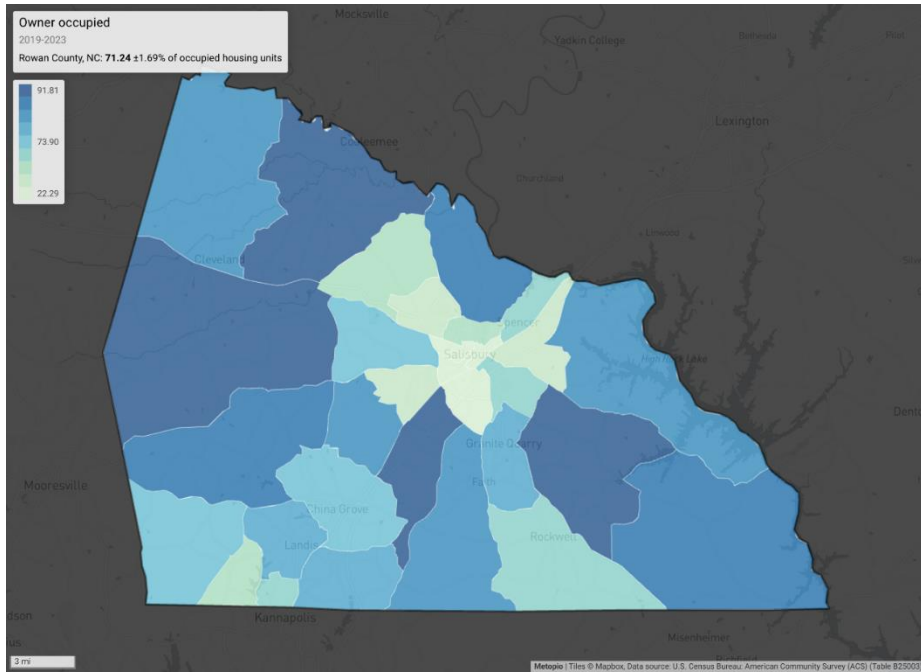 Owner occupied
2019-2023
Rowan County, NC: 71.24 ±1.69% of occupied housing units
91.81
73.90
22.29
Mocksville
Yadkin College
Bethesda
Lexington
Cooleemee
Churchland
Linwood
Cleveland
Spencer
Salisbury
High Rock Lake
Granite Quarry
Faith
Mooresville
China Grove
Landis
Rockwell
Kannapolis
Misenheimer
Richfield
3 mi
Metopio | Tiles © Mapbox, Data source: U.S. Census Bureau: American Community Survey (ACS) (Table B25003)